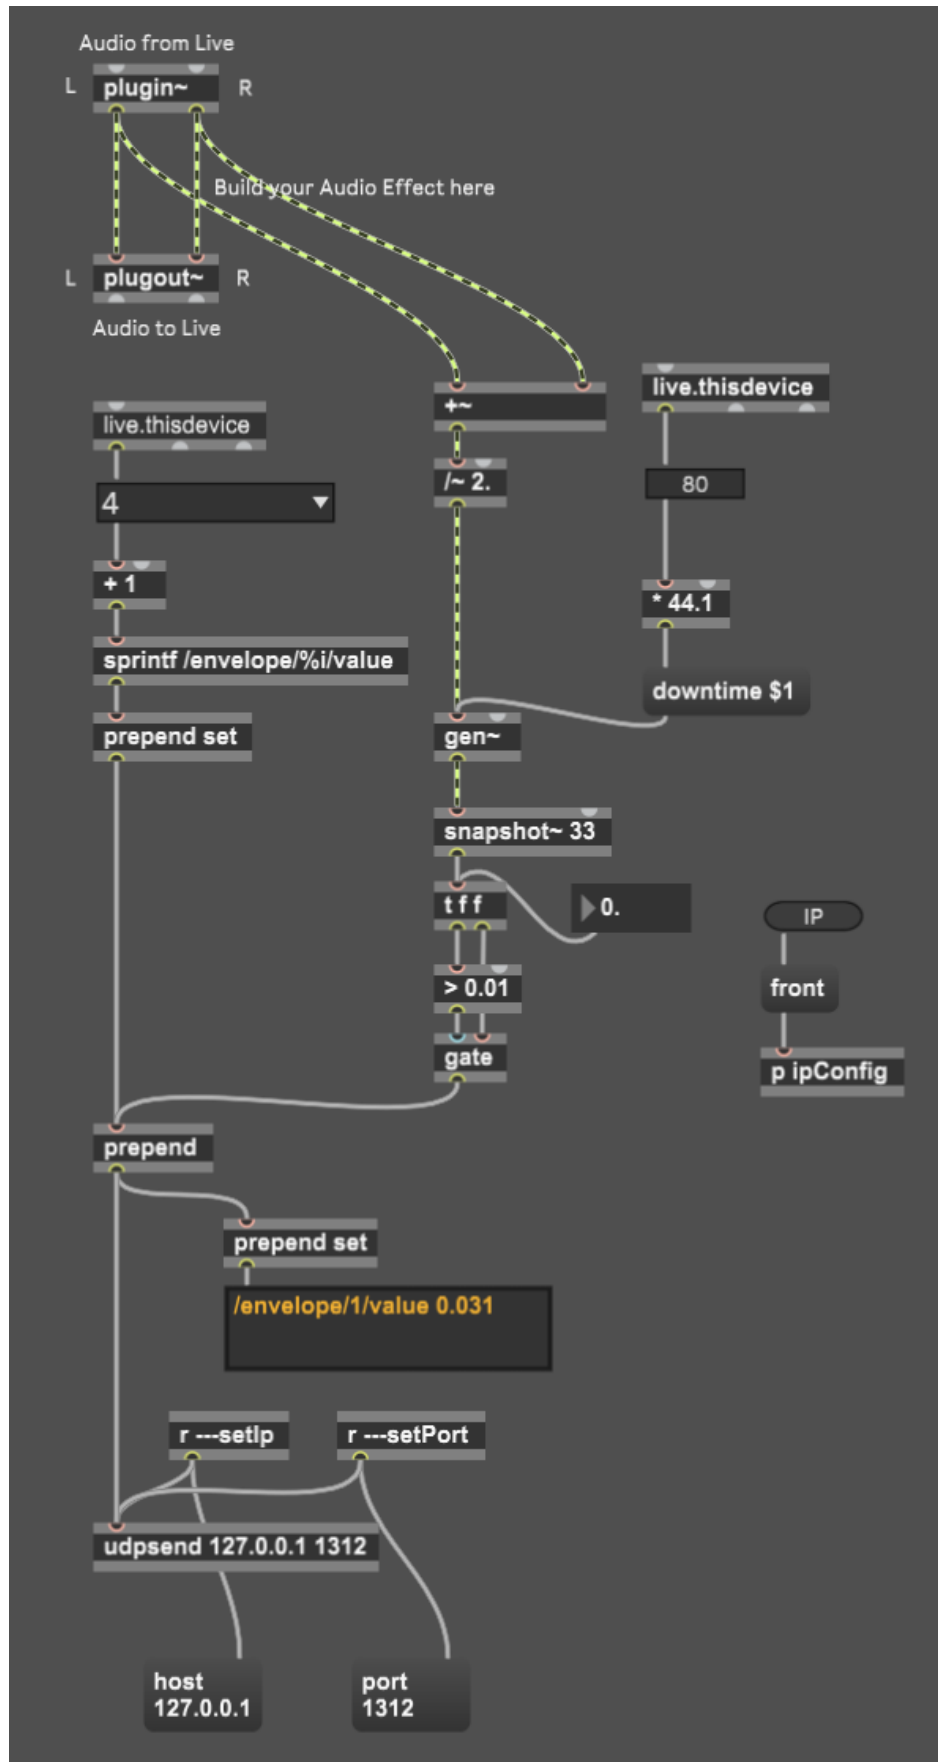 Audio from Live
L
plugin~
R
Build your Audio Effect here
L
plugout~
R
Audio to Live
live.thisdevice
live.thisdevice
+~
4
/~ 2.
80
+ 1
* 44.1
sprintf /envelope/%i/value
downtime $1
prepend set
gen~
snapshot~ 33
t f f
0.
IP
> 0.01
front
gate
p ipConfig
prepend
prepend set
/envelope/1/value 0.031
r ---setIp
r ---setPort
udpsend 127.0.0.1 1312
host
127.0.0.1
port
1312